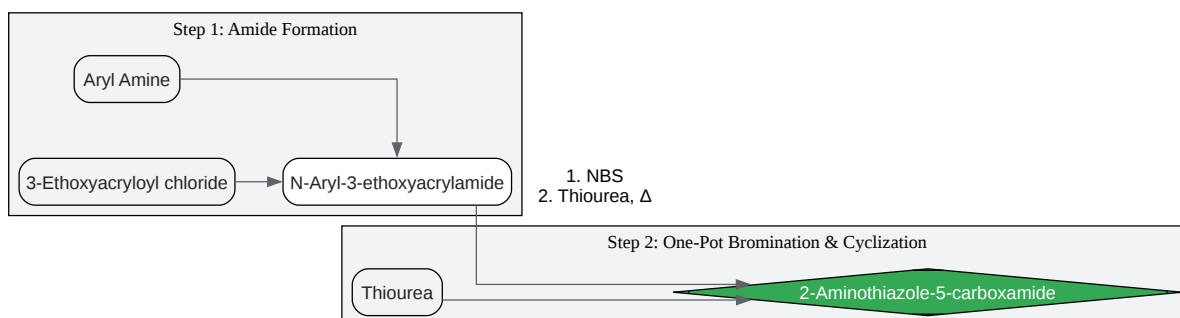 Step 1: Amide Formation
Aryl Amine
3-Ethoxyacryloyl chloride
N-Aryl-3-ethoxyacrylamide
1. NBS
2. Thiourea, Δ
Step 2: One-Pot Bromination & Cyclization
Thiourea
2-Aminothiazole-5-carboxamide